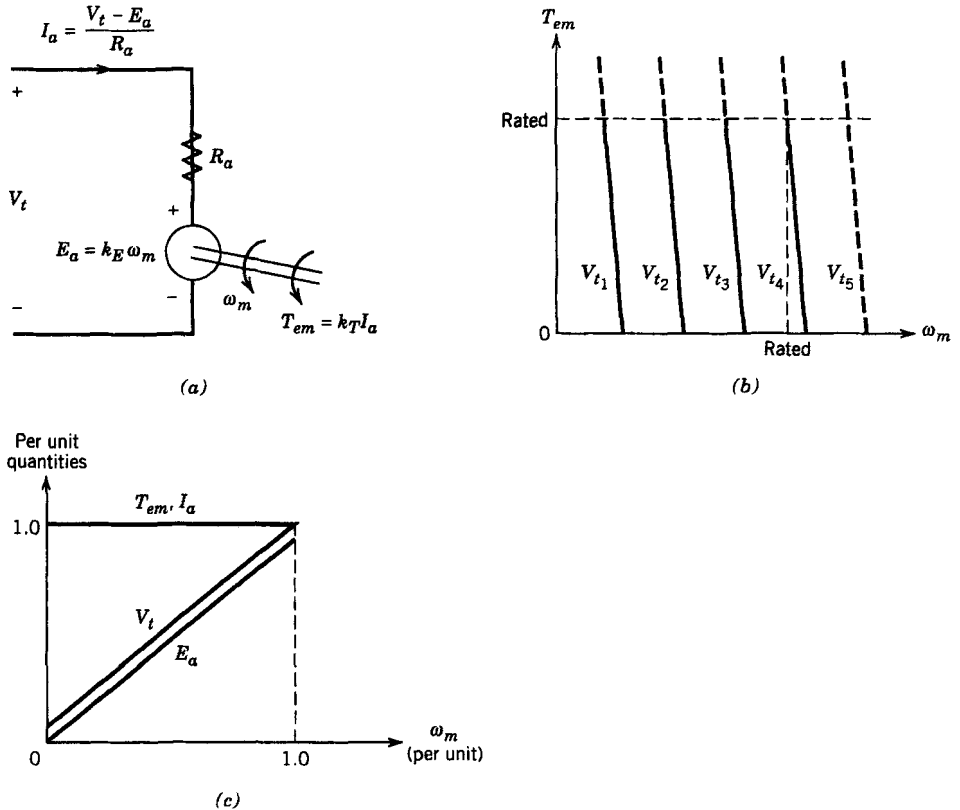 I_a = (V_t − E_a) / R_a
+
V_t
−
R_a
+
E_a = k_E ω_m
−
ω_m
T_em = k_T I_a
(a)
T_em
Rated
V_t1 V_t2 V_t3 V_t4 V_t5
0
ω_m
Rated
(b)
Per unit
quantities
T_em, I_a
1.0
V_t
E_a
0
1.0
ω_m
(per unit)
(c)